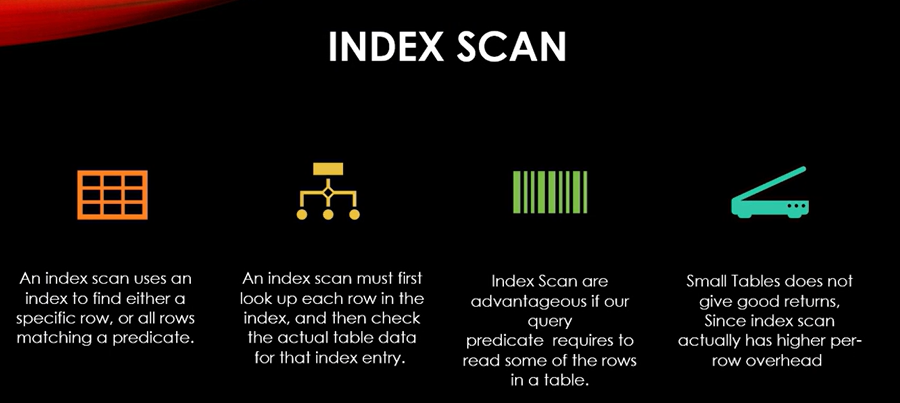 INDEX SCAN
An index scan uses an
index to find either a
specific row, or all rows
matching a predicate.
An index scan must first
look up each row in the
index, and then check
the actual table data
for that index entry.
Index Scan are
advantageous if our
query
predicate  requires to
read some of the rows
in a table.
Small Tables does not
give good returns,
Since index scan
actually has higher per-
row overhead